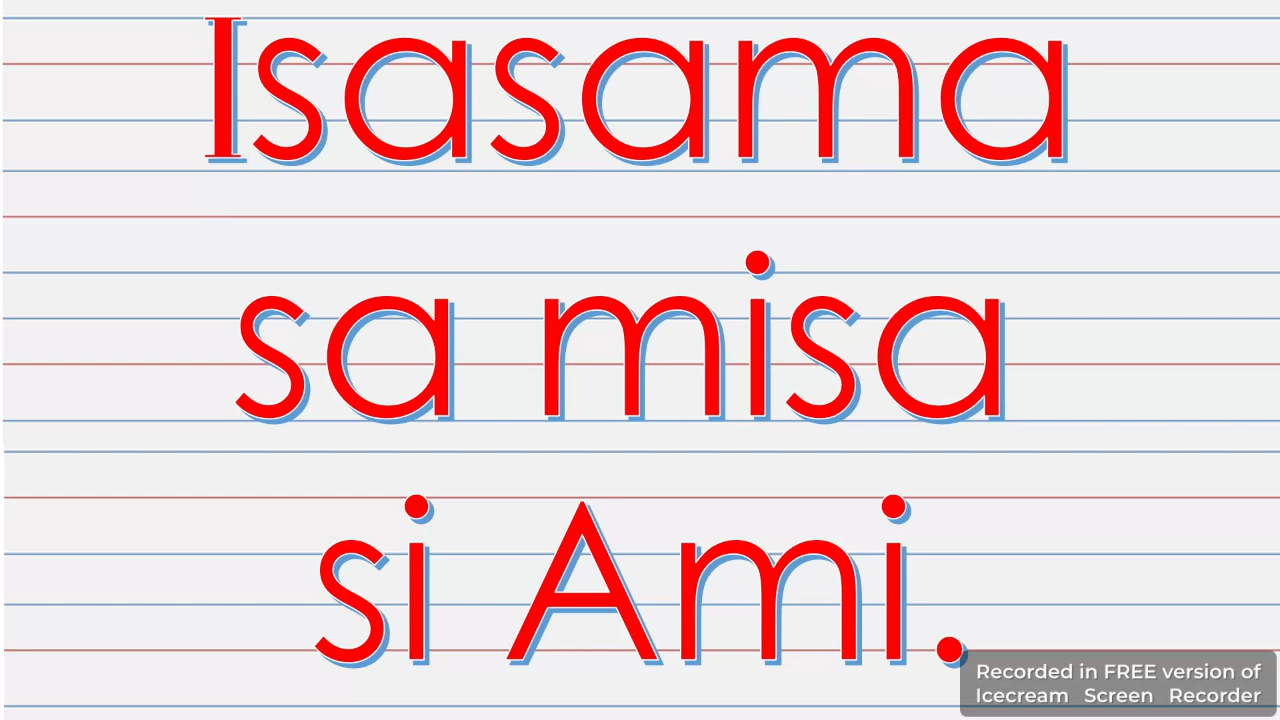 Isasama
sa misa
si Ami.
Recorded in FREE version of
Icecream Screen Recorder